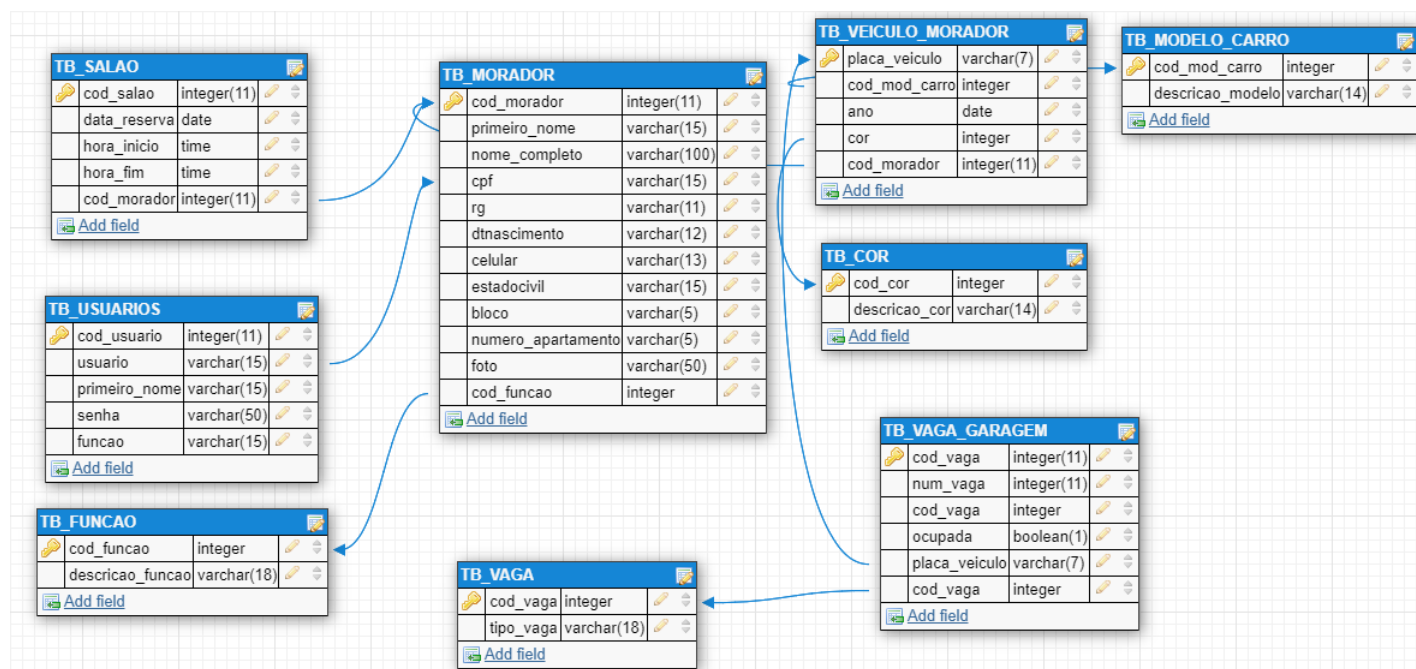 TB_SALAO
cod_salao integer(11)
data_reserva date
hora_inicio time
hora_fim time
cod_morador integer(11)
Add field
TB_USUARIOS
cod_usuario integer(11)
usuario varchar(15)
primeiro_nome varchar(15)
senha varchar(50)
funcao varchar(15)
Add field
TB_FUNCAO
cod_funcao integer
descricao_funcao varchar(18)
Add field
TB_MORADOR
cod_morador integer(11)
primeiro_nome varchar(15)
nome_completo varchar(100)
cpf varchar(15)
rg varchar(11)
dtnascimento varchar(12)
celular varchar(13)
estadocivil varchar(15)
bloco varchar(5)
numero_apartamento varchar(5)
foto varchar(50)
cod_funcao integer
Add field
TB_VAGA
cod_vaga integer
tipo_vaga varchar(18)
Add field
TB_VEICULO_MORADOR
placa_veiculo varchar(7)
cod_mod_carro integer
ano date
cor integer
cod_morador integer(11)
Add field
TB_COR
cod_cor integer
descricao_cor varchar(14)
Add field
TB_VAGA_GARAGEM
cod_vaga integer(11)
num_vaga integer(11)
cod_vaga integer
ocupada boolean(1)
placa_veiculo varchar(7)
cod_vaga integer
Add field
TB_MODELO_CARRO
cod_mod_carro integer
descricao_modelo varchar(14)
Add field